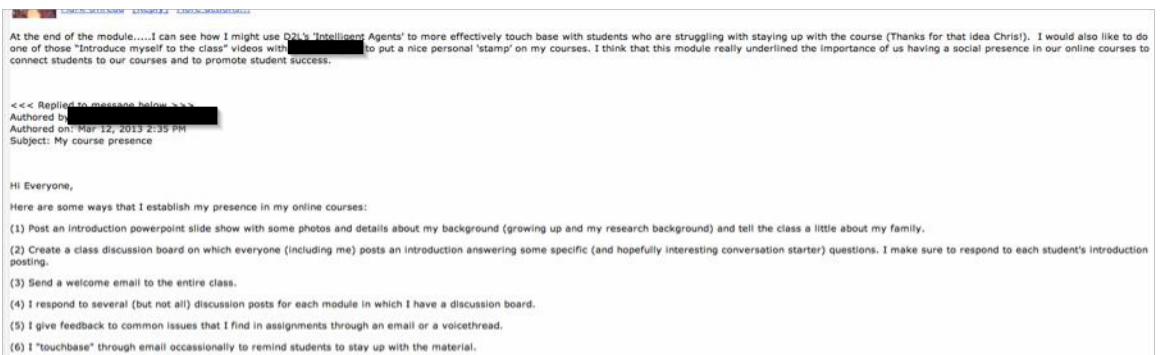 Mark Unread [Reply] More actions...
At the end of the module.....I can see how I might use D2L's 'Intelligent Agents' to more effectively touch base with students who are struggling with staying up with the course (Thanks for that idea Chris!). I would also like to do
one of those "Introduce myself to the class" videos with to put a nice personal 'stamp' on my courses. I think that this module really underlined the importance of us having a social presence in our online courses to
connect students to our courses and to promote student success.
<<< Replied to message below >>>
Authored by
Authored on: Mar 12, 2013 2:35 PM
Subject: My course presence
Hi Everyone,
Here are some ways that I establish my presence in my online courses:
(1) Post an introduction powerpoint slide show with some photos and details about my background (growing up and my research background) and tell the class a little about my family.
(2) Create a class discussion board on which everyone (including me) posts an introduction answering some specific (and hopefully interesting conversation starter) questions. I make sure to respond to each student's introduction
posting.
(3) Send a welcome email to the entire class.
(4) I respond to several (but not all) discussion posts for each module in which I have a discussion board.
(5) I give feedback to common issues that I find in assignments through an email or a voicethread.
(6) I "touchbase" through email occassionally to remind students to stay up with the material.